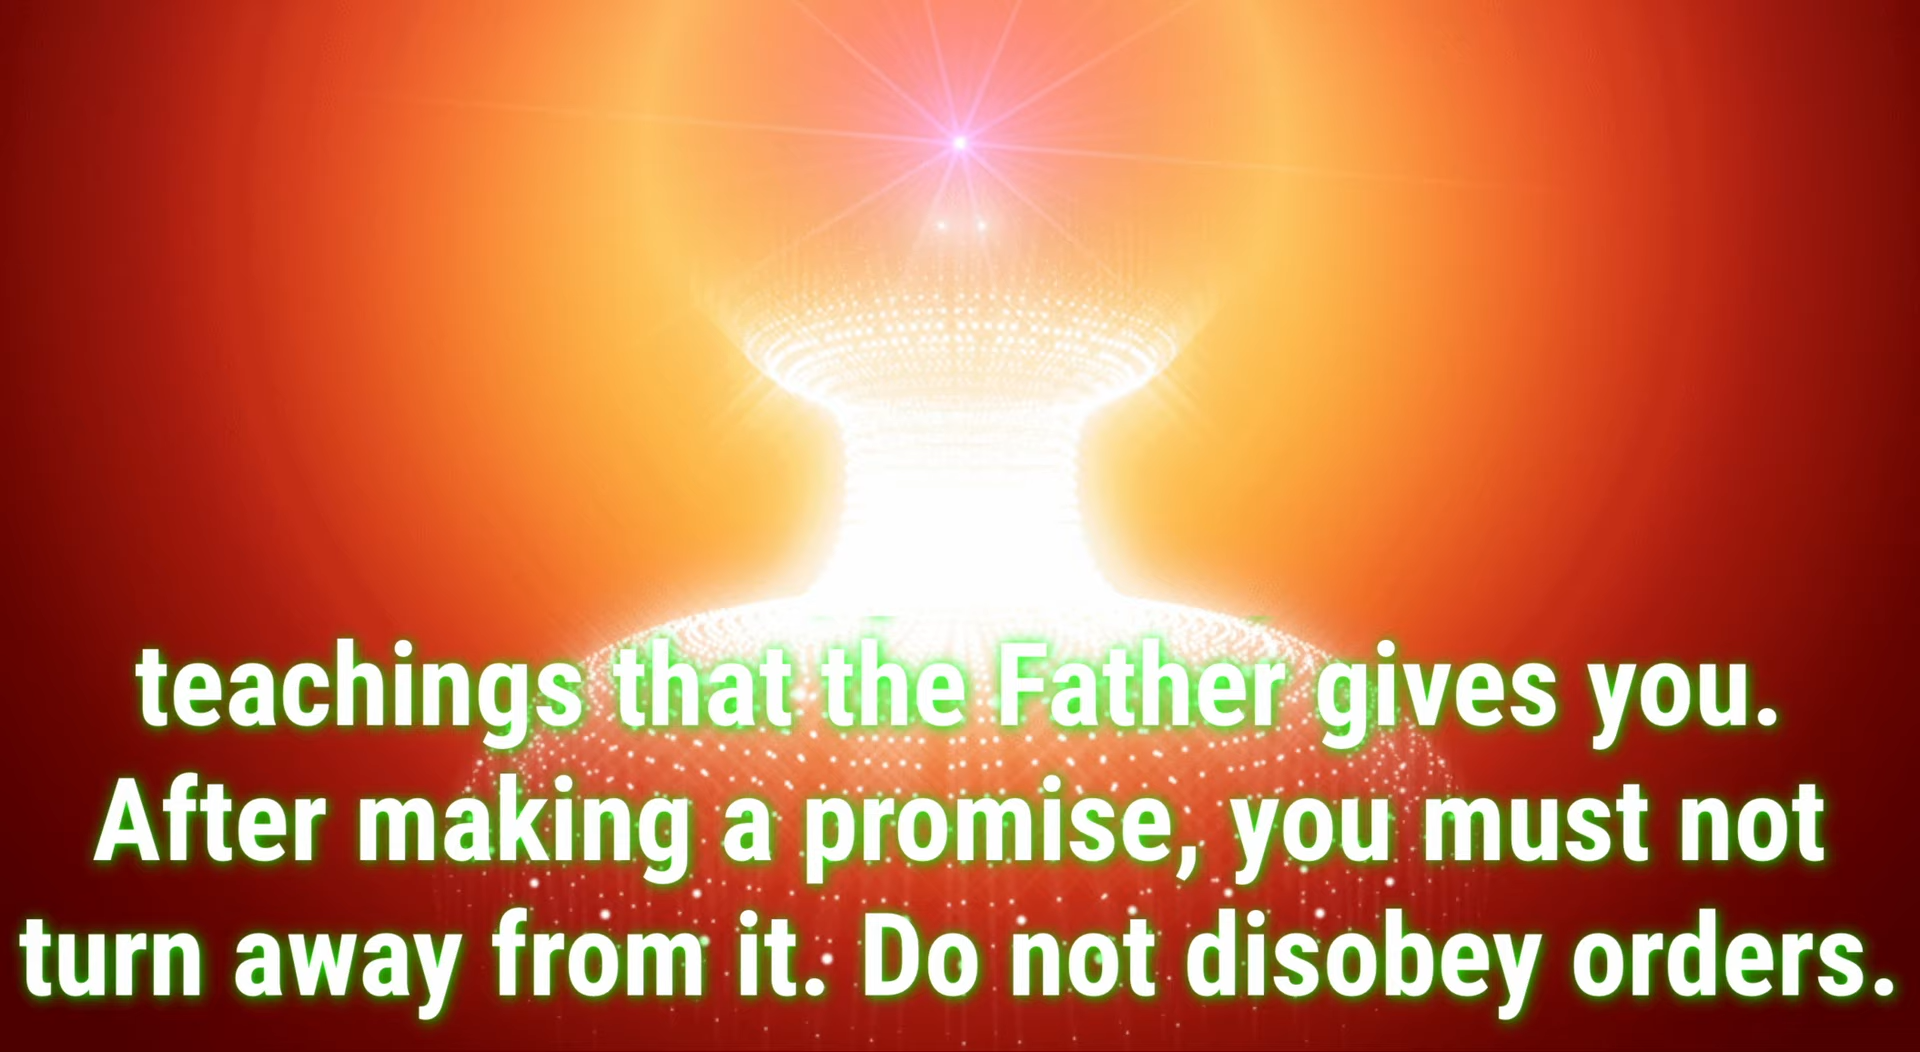 teachings that the Father gives you.
After making a promise, you must not
turn away from it. Do not disobey orders.